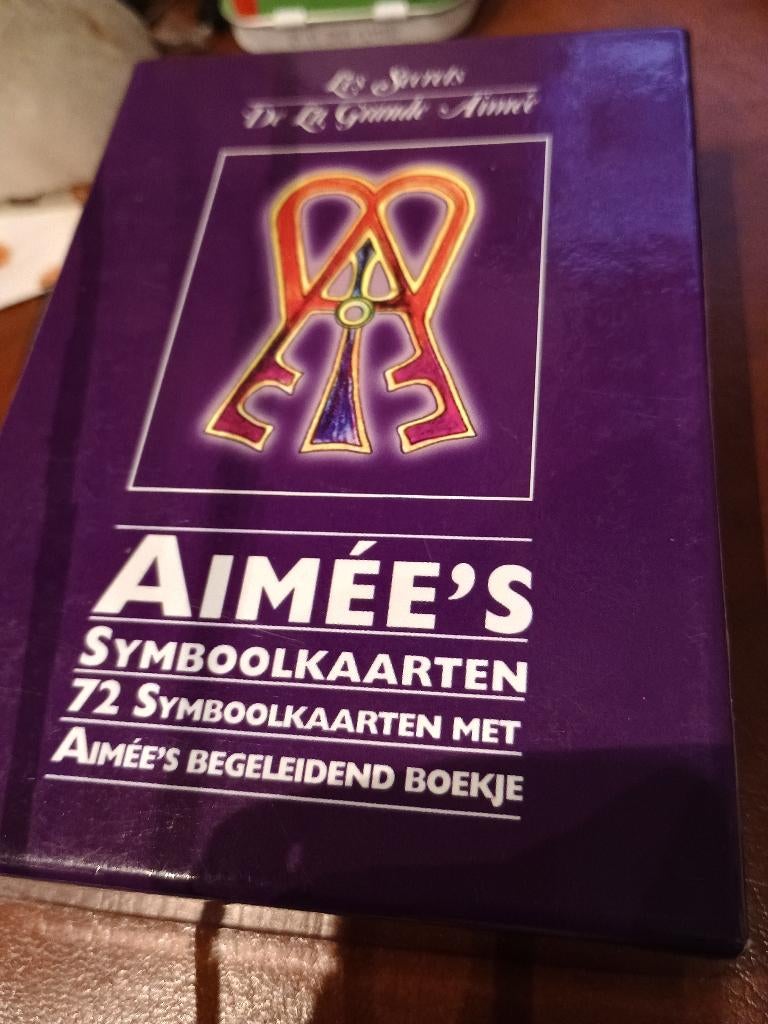 Les Secrets
De La Grande Aimée
AIMÉE'S
SYMBOOLKAARTEN
72 SYMBOOLKAARTEN MET
AIMÉE'S BEGELEIDEND BOEKJE